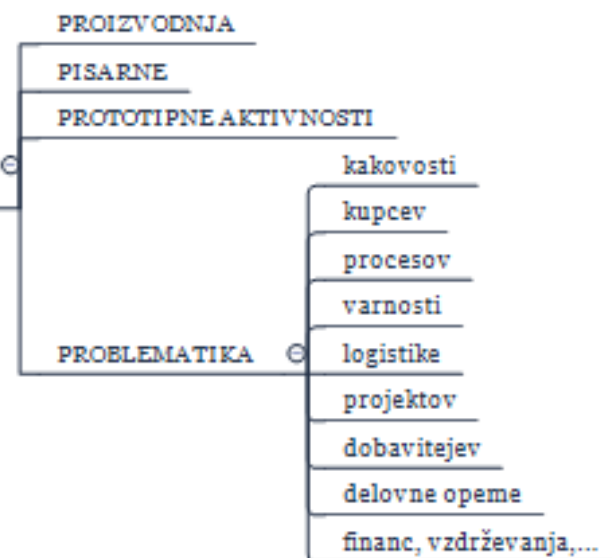 PROIZVODNJA
PISARNE
PROTOTIPNE AKTIVNOSTI
kakovosti
kupcev
procesov
varnosti
PROBLEMATIKA
logistike
projektov
dobavitejev
delovne opeme
financ, vzdrževanja,...